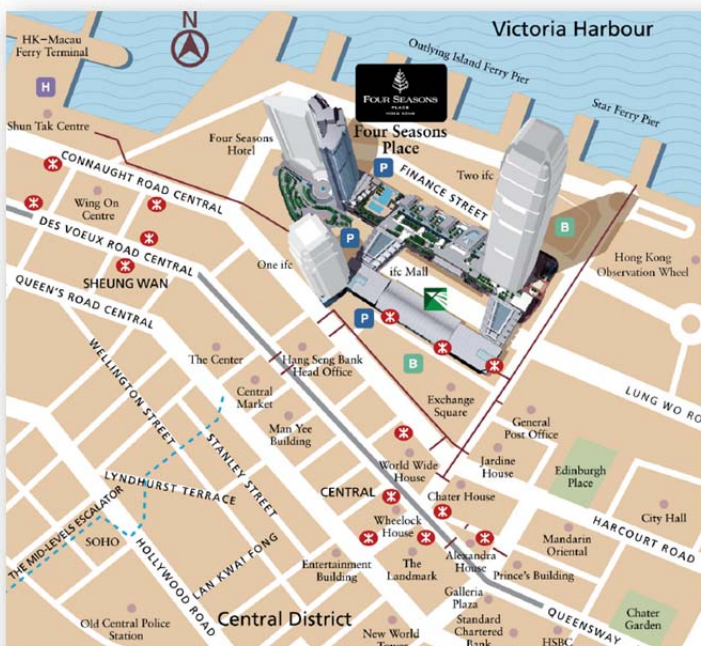 Victoria Harbour
N
HK–Macau
Ferry Terminal
H
Shun Tak Centre
Outlying Island Ferry Pier
Star Ferry Pier
FOUR SEASONS
PLACE
HONG KONG
Four Seasons
Place
Four Seasons
Hotel
P
FINANCE STREET
Two ifc
CONNAUGHT ROAD CENTRAL
Wing On
Centre
DES VOEUX ROAD CENTRAL
SHEUNG WAN
QUEEN'S ROAD CENTRAL
One ifc
P
ifc Mall
B
Hong Kong
Observation Wheel
P
B
The Center
Hang Seng Bank
Head Office
Central
Market
Man Yee
Building
WELLINGTON STREET
STANLEY STREET
LYNDHURST TERRACE
THE MID-LEVELS ESCALATOR
SOHO
HOLLYWOOD ROAD
LAN KWAI FONG
Old Central Police
Station
Exchange
Square
LUNG WO RO
General
Post Office
Jardine
House
World Wide
House
CENTRAL
Chater House
Edinburgh
Place
HARCOURT ROAD
City Hall
Wheelock
House
Entertainment
Building
The
Landmark
Alexandra
House
Mandarin
Oriental
Prince's Building
Galleria
Plaza
QUEENSWAY
Chater
Garden
Central District
New World
Tower
Standard
Chartered
Bank
HSBC